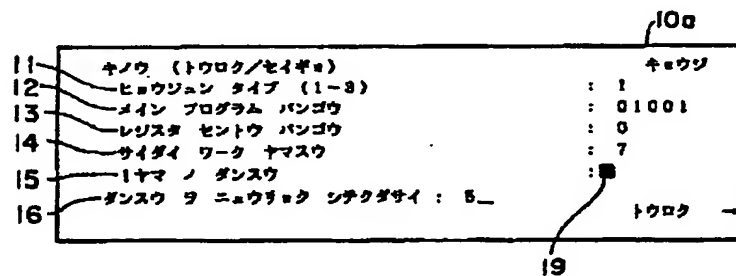 10a
キノウ (トウロク/セイギョ) キョウジ
11 ヒョウジュン タイプ (1-3) : 1
12 メイン プログラム バンゴウ : 01001
13 レジスタ セントウ バンゴウ : 0
14 サイダイ ワーク ヤマスウ : 7
15 1ヤマ ノ ダンスウ :
16 ダンスウ ヲ ニュウリョク シテクダサイ : 5_ トウロク →
19